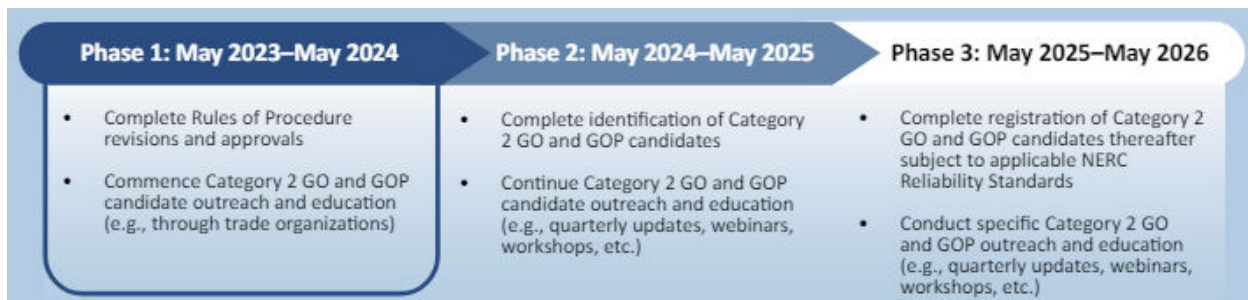 Phase 1: May 2023–May 2024
• Complete Rules of Procedure
revisions and approvals
• Commence Category 2 GO and GOP
candidate outreach and education
(e.g., through trade organizations)
Phase 2: May 2024–May 2025
• Complete identification of Category
2 GO and GOP candidates
• Continue Category 2 GO and GOP
candidate outreach and education
(e.g., quarterly updates, webinars,
workshops, etc.)
Phase 3: May 2025–May 2026
• Complete registration of Category 2
GO and GOP candidates thereafter
subject to applicable NERC
Reliability Standards
• Conduct specific Category 2 GO
and GOP outreach and education
(e.g., quarterly updates, webinars,
workshops, etc.)